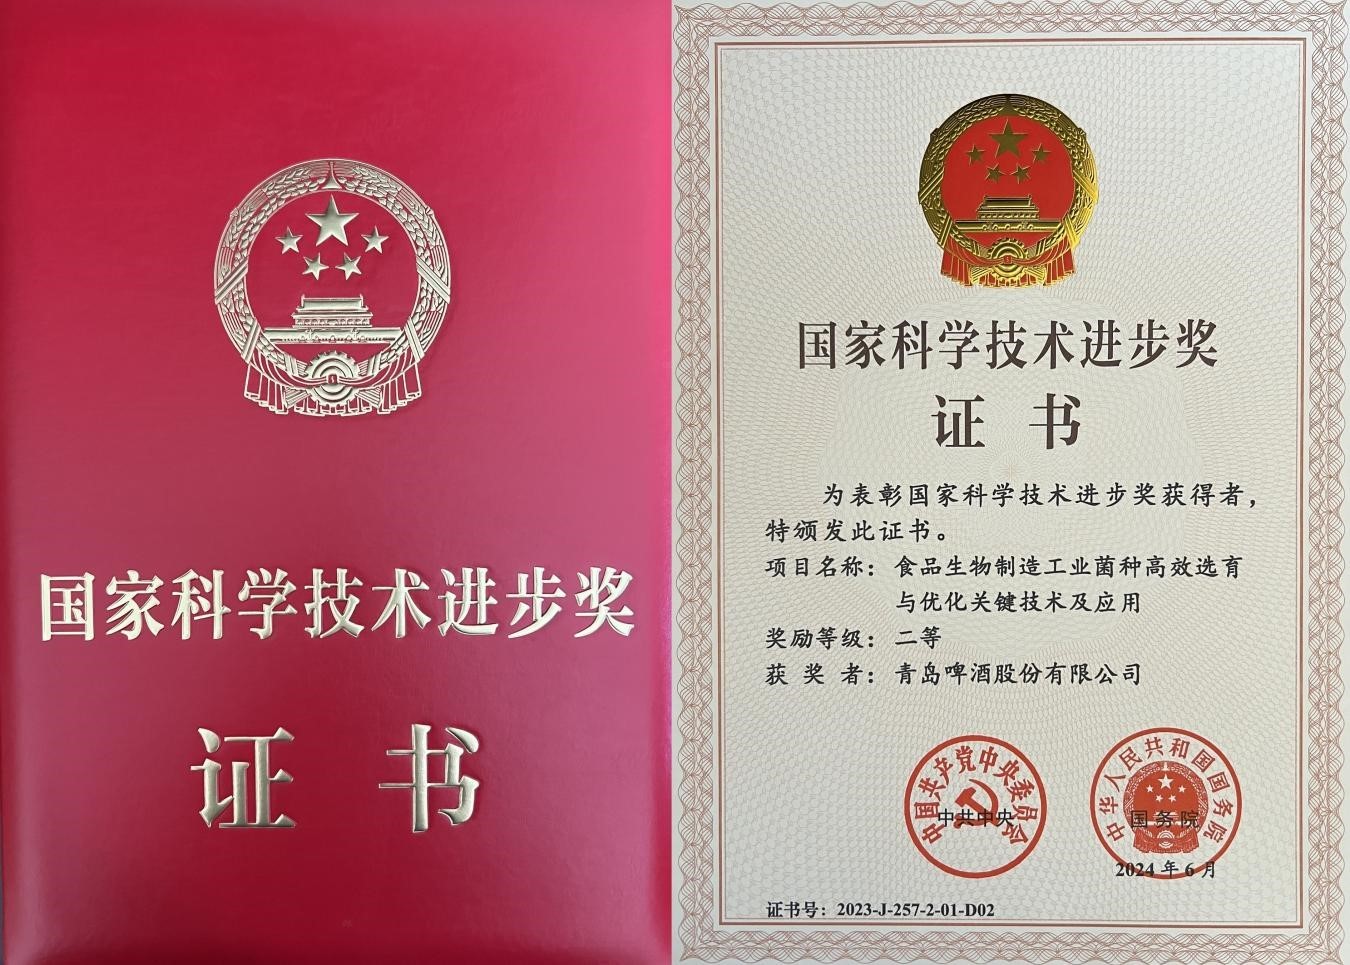 国家科学技术进步奖
证 书
国家科学技术进步奖
证 书
为表彰国家科学技术进步奖获得者，
特颁发此证书。
项目名称：食品生物制造工业菌种高效选育
与优化关键技术及应用
奖励等级：二等
获 奖 者：青岛啤酒股份有限公司
中国共产党中央委员会
中共中央
中华人民共和国国务院
国务院
2024 年 6 月
证书号：2023-J-257-2-01-D02